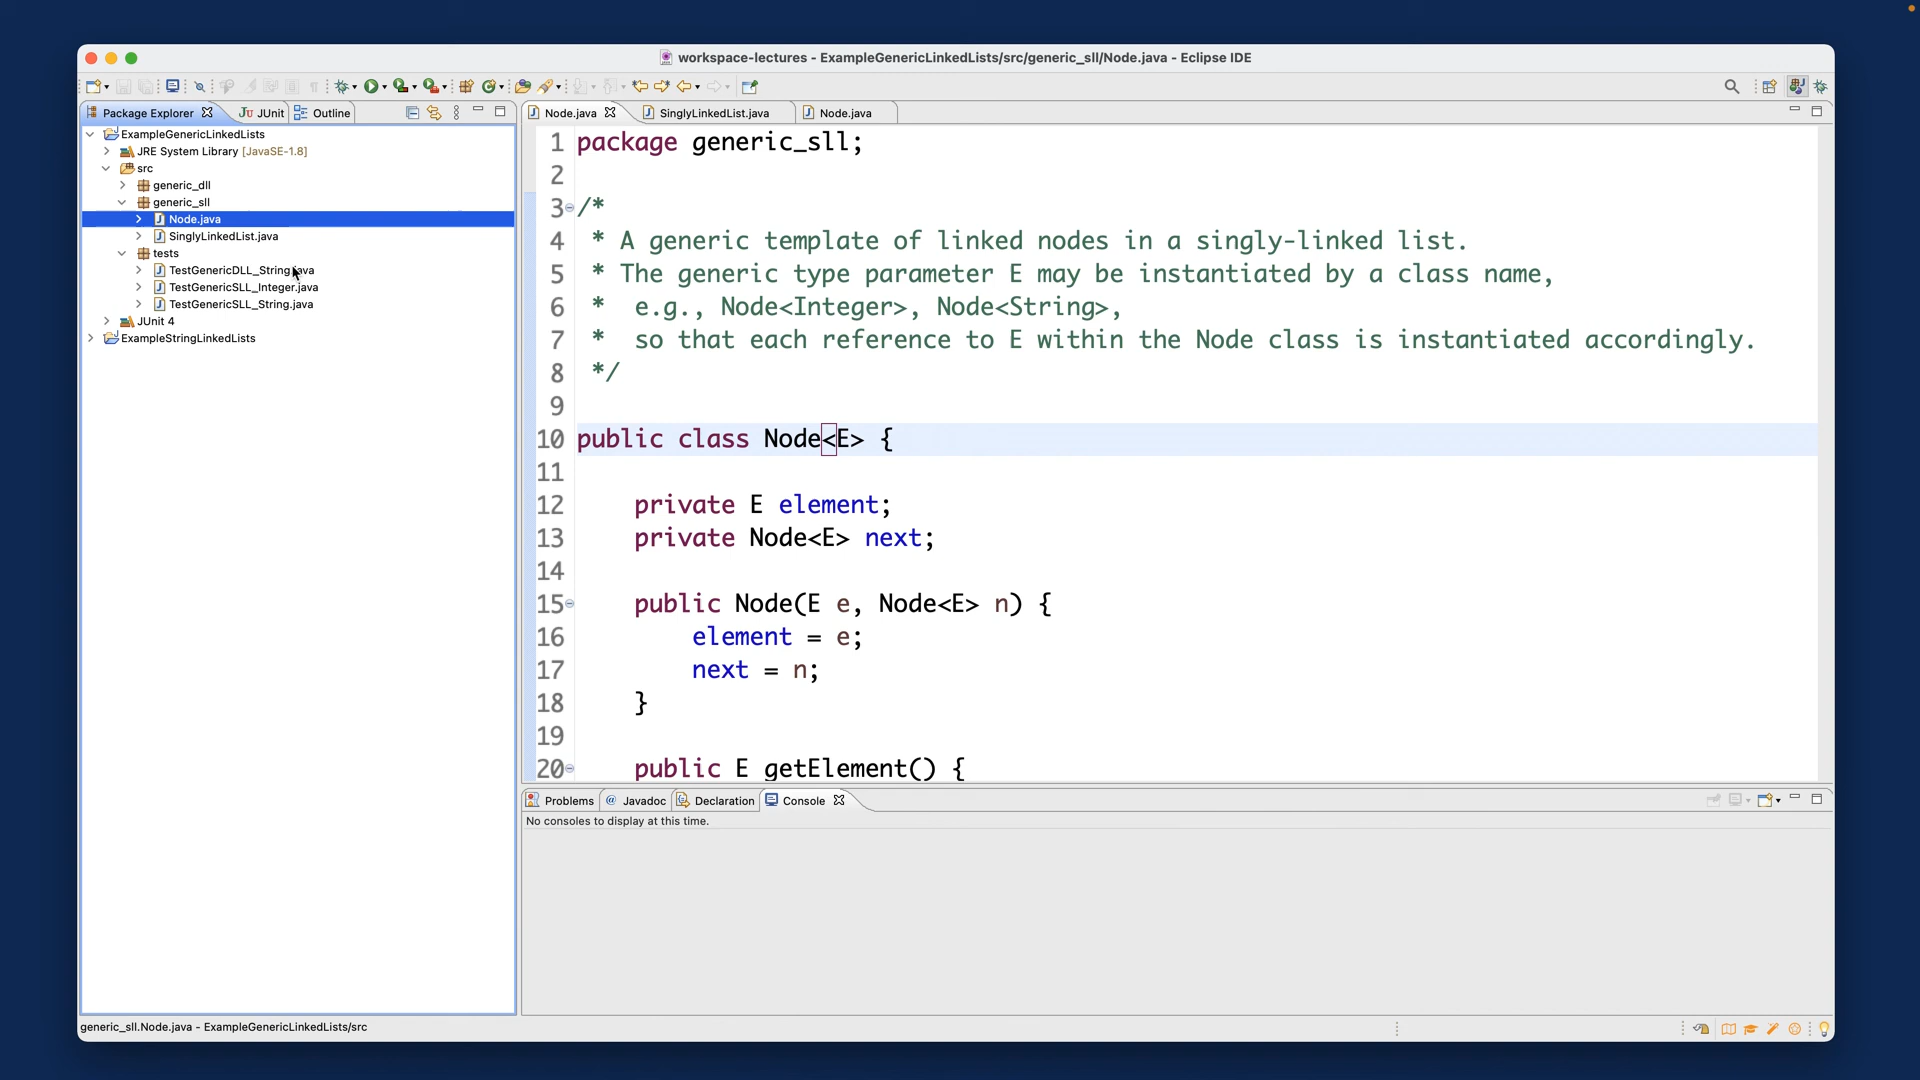 workspace-lectures - ExampleGenericLinkedLists/src/generic_sll/Node.java - Eclipse IDE
Package Explorer
JUnit
Outline
ExampleGenericLinkedLists
JRE System Library [JavaSE-1.8]
src
generic_dll
generic_sll
Node.java
SinglyLinkedList.java
tests
TestGenericDLL_String.java
TestGenericSLL_Integer.java
TestGenericSLL_String.java
JUnit 4
ExampleStringLinkedLists
Node.java
SinglyLinkedList.java
Node.java
1 package generic_sll;
2
3 /*
4  * A generic template of linked nodes in a singly-linked list.
5  * The generic type parameter E may be instantiated by a class name,
6  *  e.g., Node<Integer>, Node<String>,
7  *  so that each reference to E within the Node class is instantiated accordingly.
8  */
9
10 public class Node<E> {
11
12     private E element;
13     private Node<E> next;
14
15     public Node(E e, Node<E> n) {
16         element = e;
17         next = n;
18     }
19
20     public E getElement() {
Problems
@ Javadoc
Declaration
Console
No consoles to display at this time.
generic_sll.Node.java - ExampleGenericLinkedLists/src